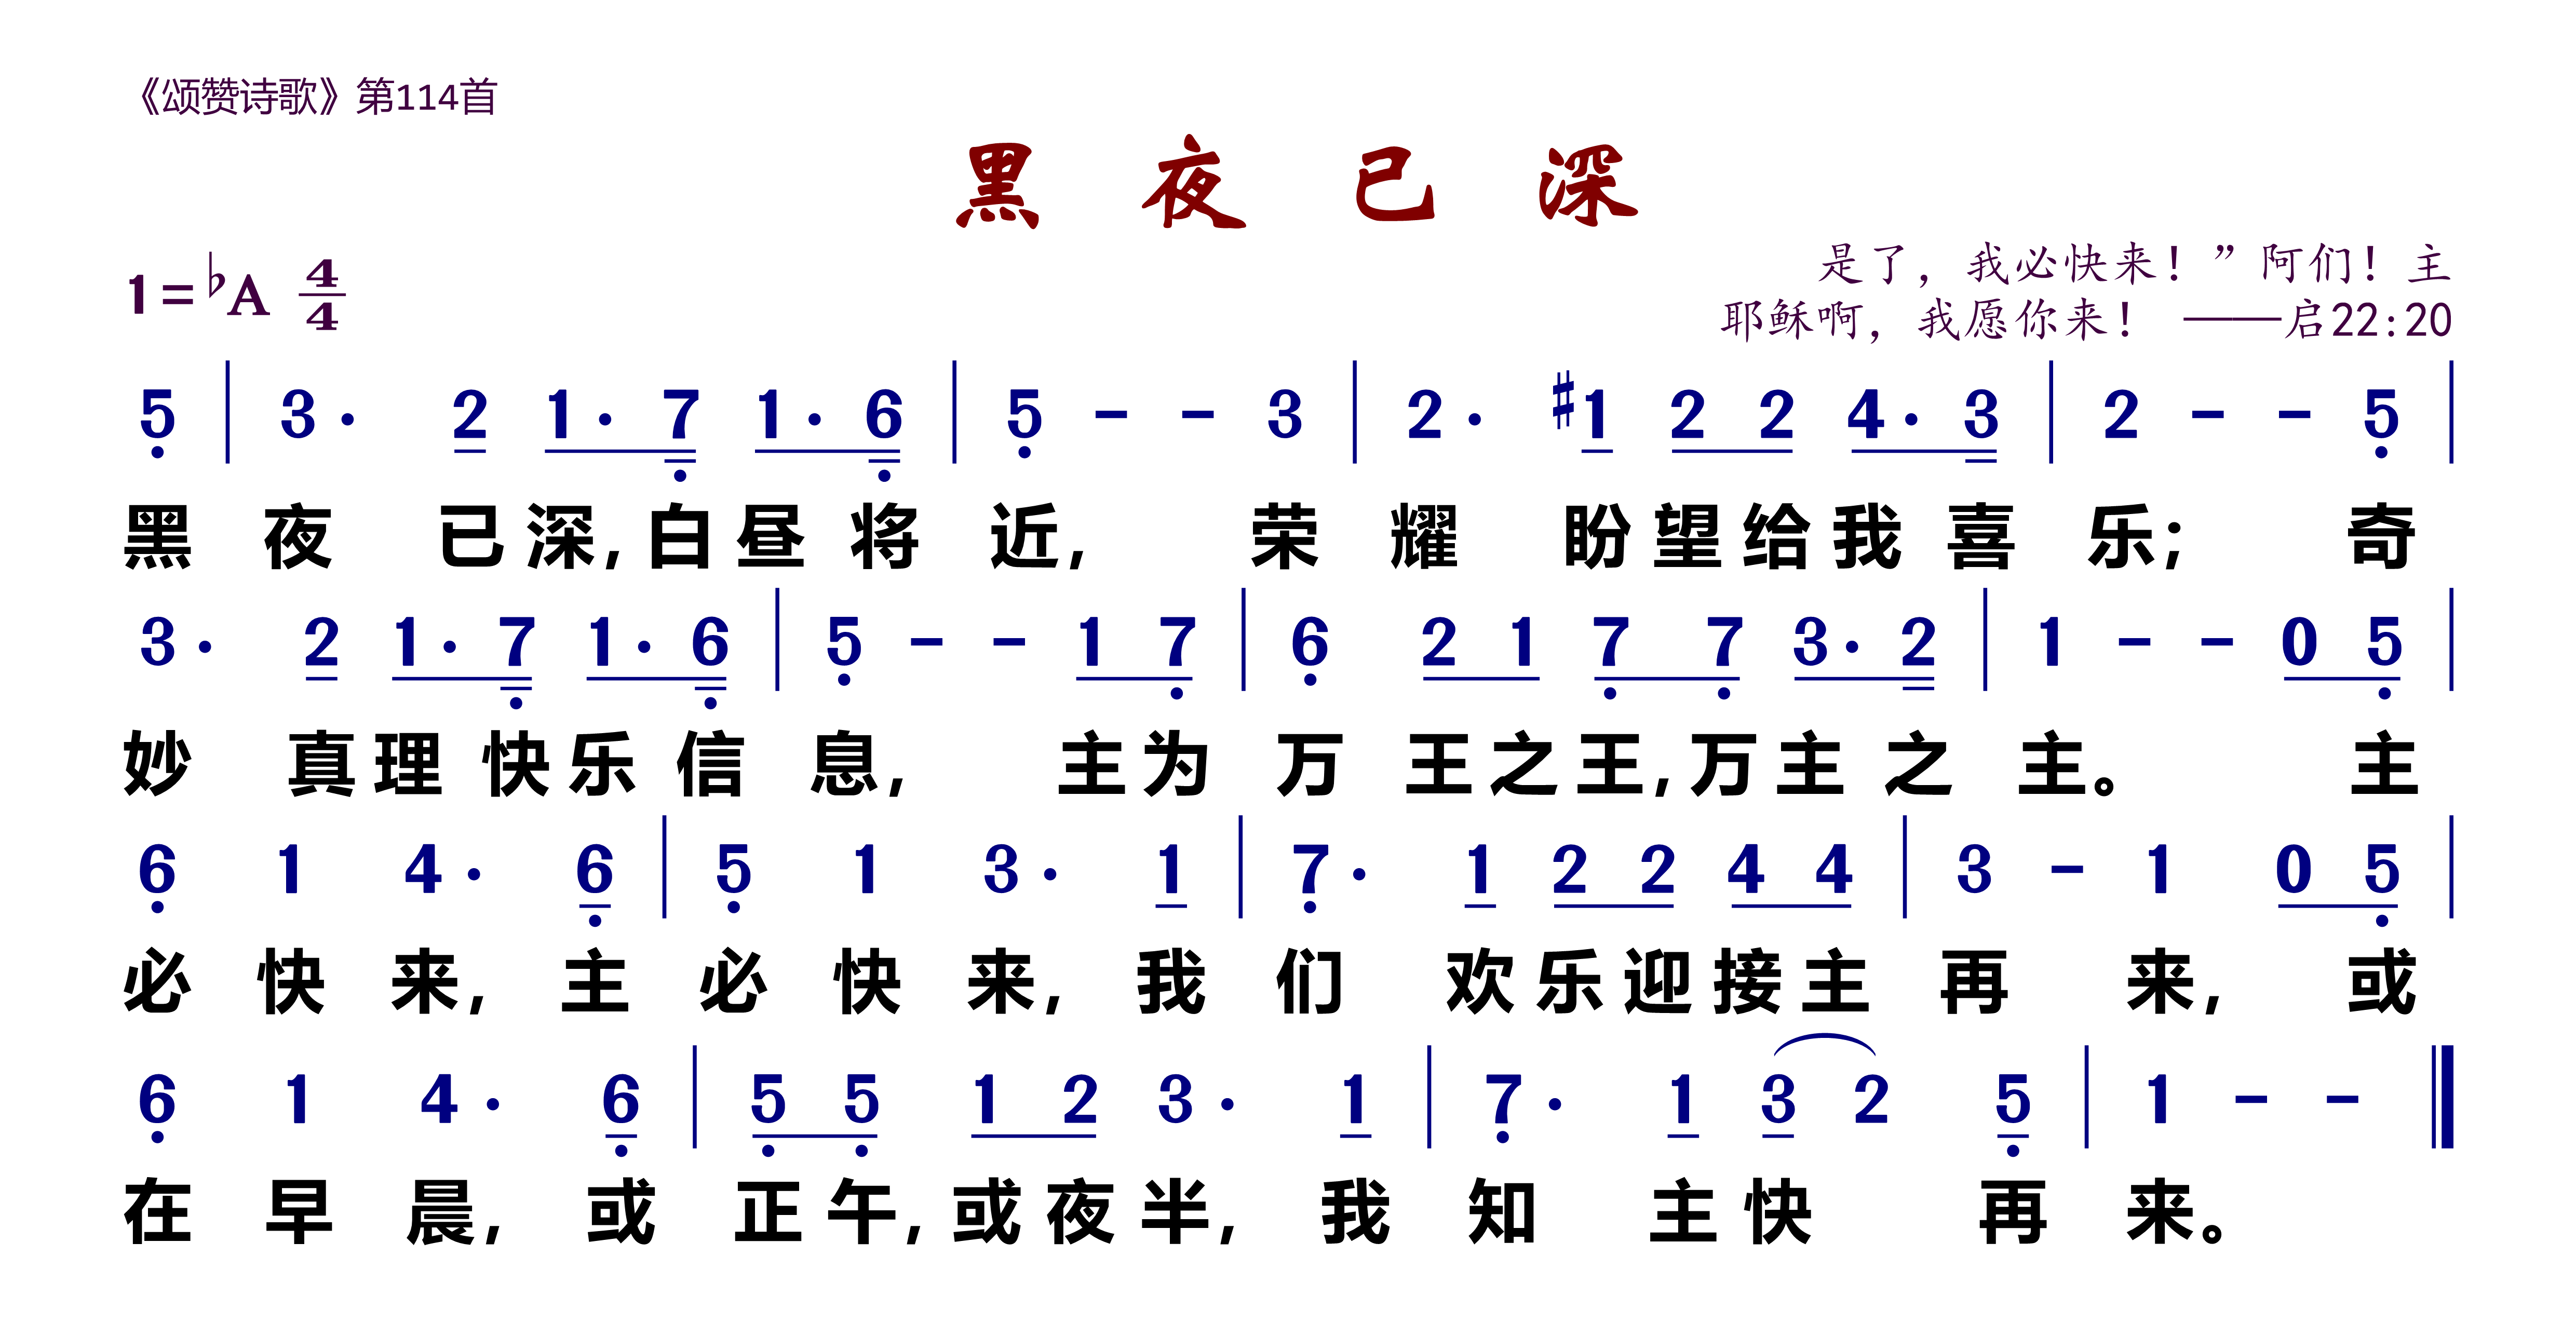 《颂赞诗歌》第114首
黑夜已深
1=♭A 4/4
是了，我必快来！”阿们！主
耶稣啊，我愿你来！ ——启22:20
5 | 3· 2 1·7 1·6 | 5 - - 3 | 2· #1 2 2 4·3 | 2 - - 5 |
黑夜已深,白昼将近,荣耀盼望给我喜乐;奇
3· 2 1·7 1·6 | 5 - - 1 7 | 6 2 1 7 7 3·2 | 1 - - 0 5 |
妙真理快乐信息,主为万王之王,万主之主。主
6 1 4· 6 | 5 1 3· 1 | 7· 1 2 2 4 4 | 3 - 1 0 5 |
必快来,主必快来,我们欢乐迎接主再来,或
6 1 4· 6 | 5 5 1 2 3· 1 | 7· 1 3 2 5 | 1 - - ‖
在早晨,或正午,或夜半,我知主快再来。